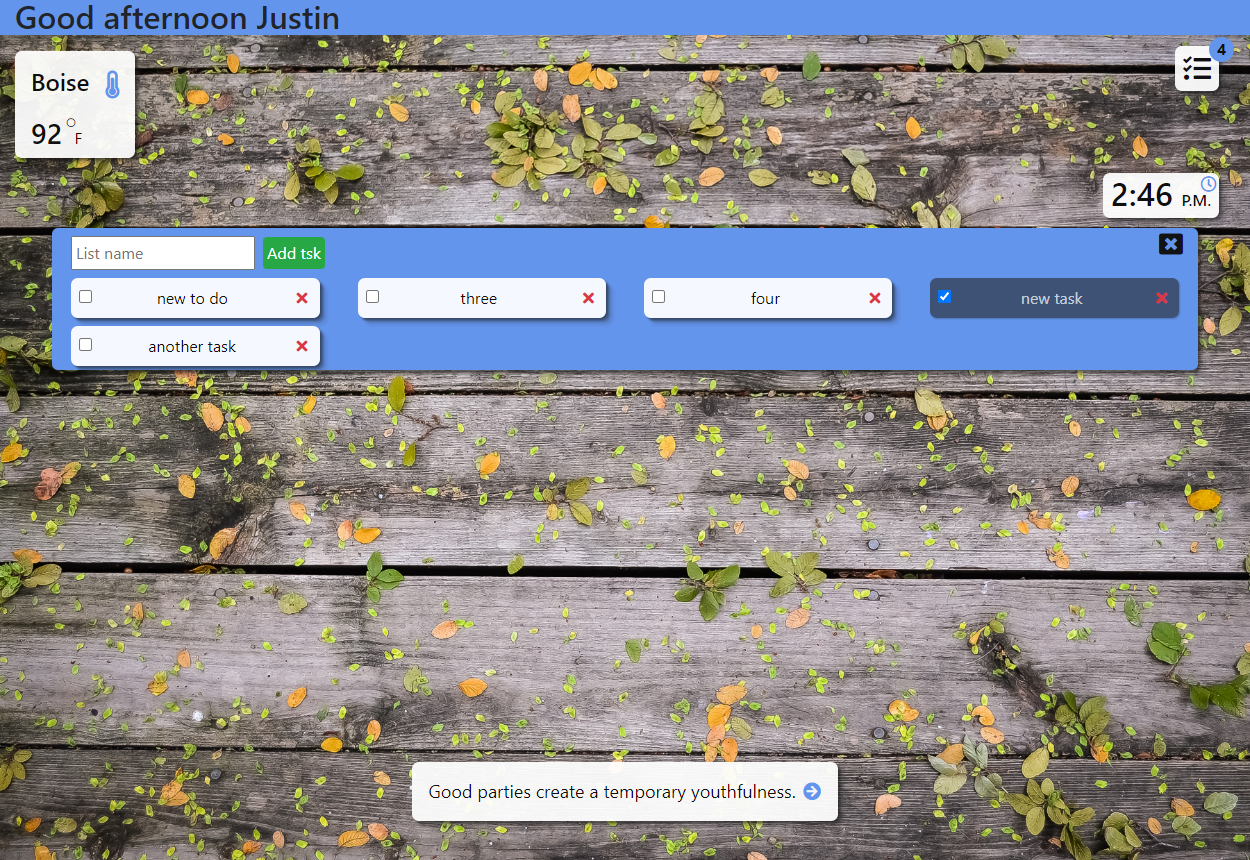 Good afternoon Justin
4
Boise
92 °F
2:46 P.M.
List name
Add tsk
new to do
three
four
new task
another task
Good parties create a temporary youthfulness.